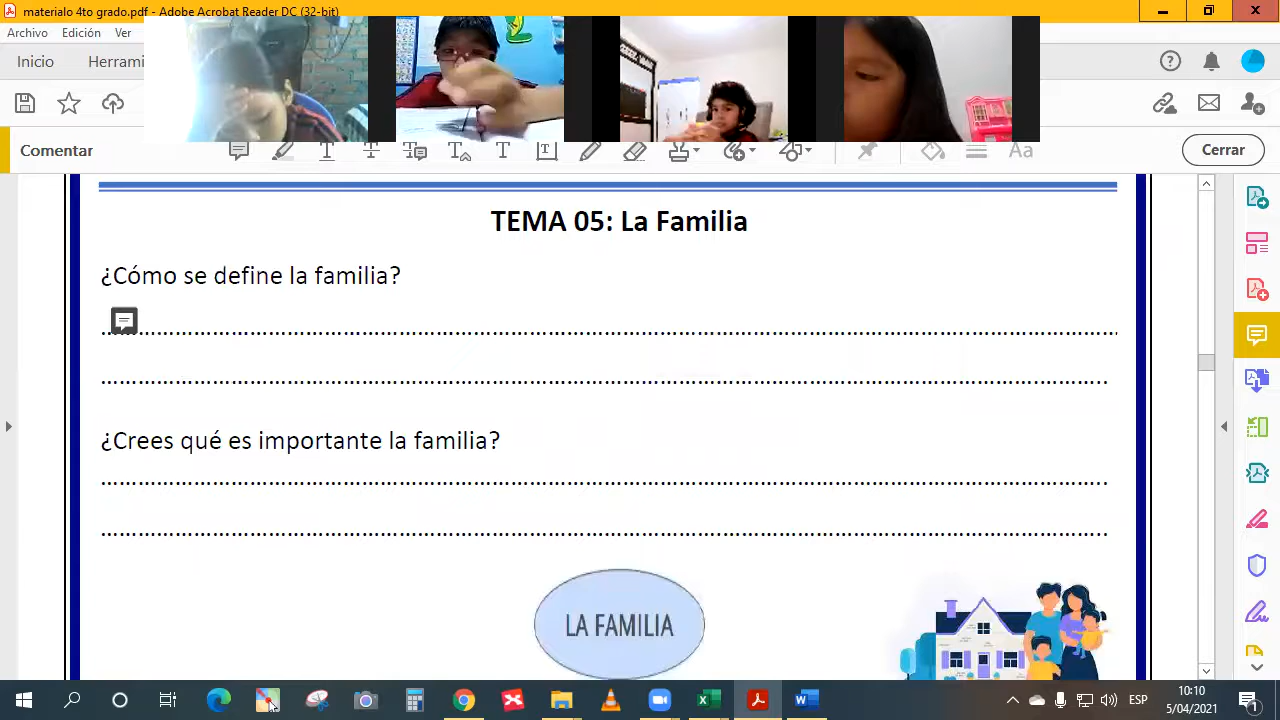 materialo 4to grado.pdf - Adobe Acrobat Reader DC (32-bit)
Archivo Edición Ver
Inicio Herrami
Comentar
Aa
Cerrar
TEMA 05: La Familia
¿Cómo se define la familia?
¿Crees qué es importante la familia?
LA FAMILIA
ESP
10:10
5/04/2021
1